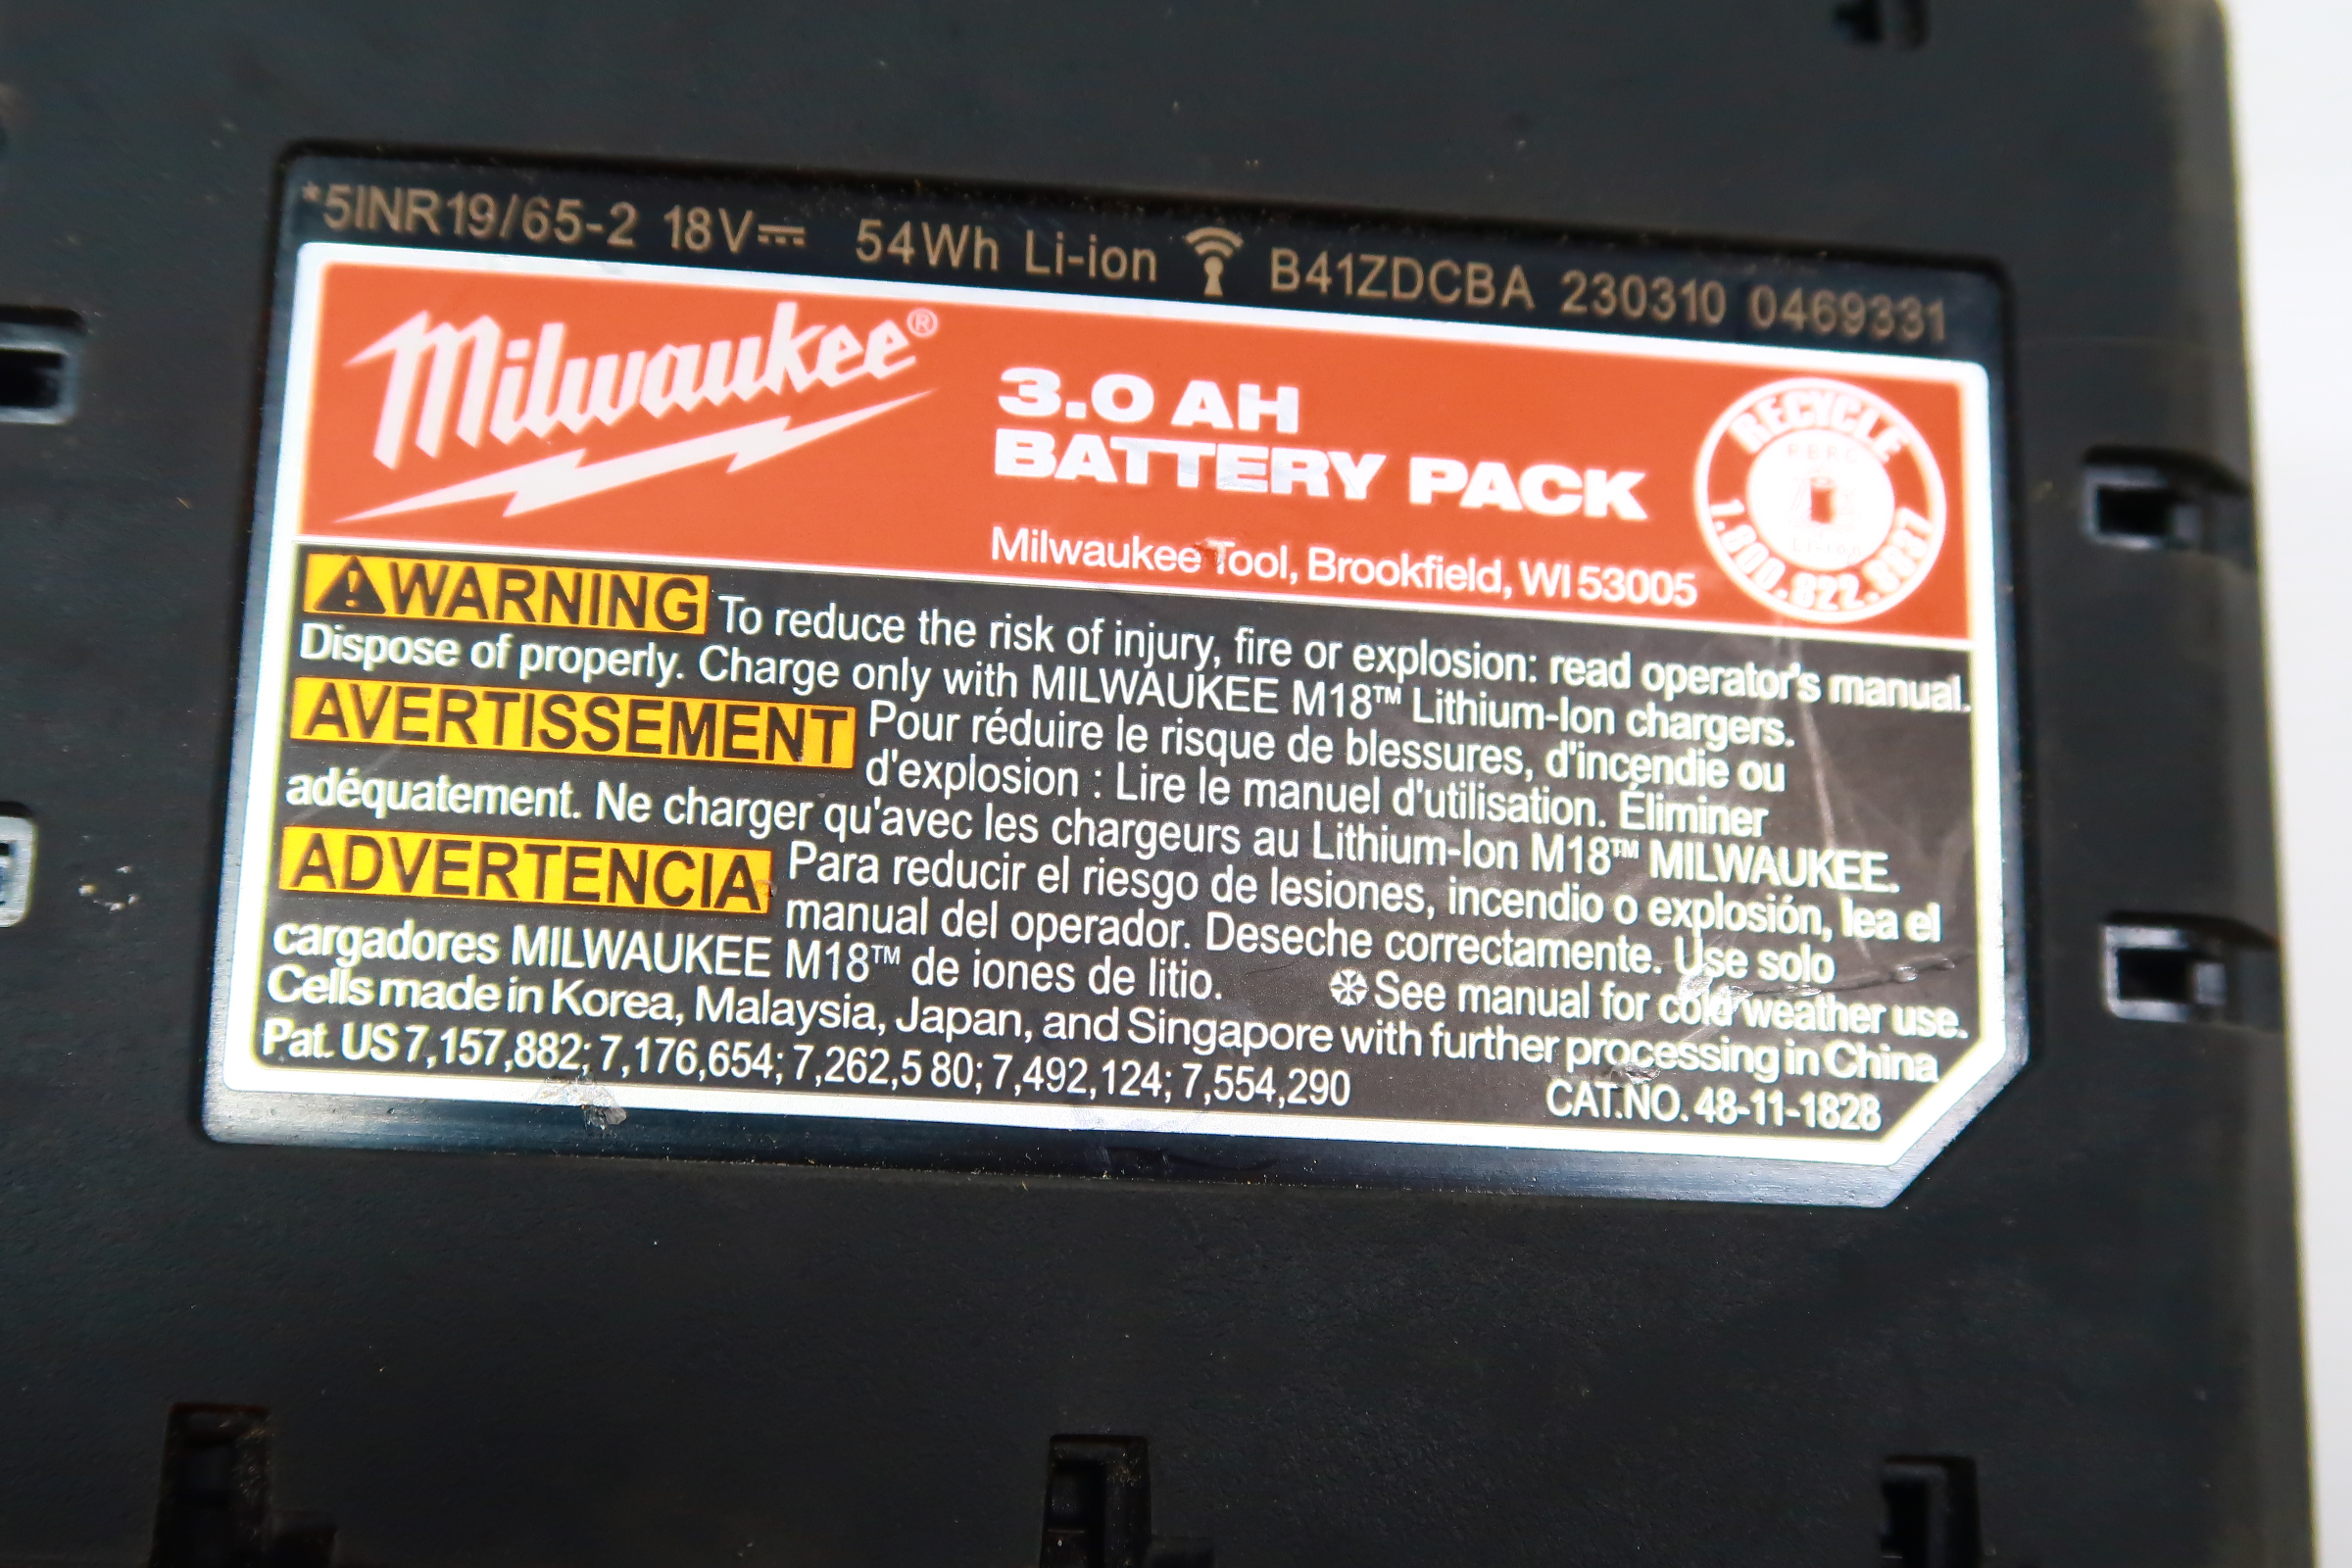 *5INR19/65-2 18V⎓ 54Wh Li-ion B41ZDCBA 230310 0469331
Milwaukee®
3.0 AH
BATTERY PACK
Milwaukee Tool, Brookfield, WI 53005
RECYCLE
RBRC
Li-ion
1.800.822.8837
⚠WARNING To reduce the risk of injury, fire or explosion: read operator's manual.
Dispose of properly. Charge only with MILWAUKEE M18™ Lithium-Ion chargers.
AVERTISSEMENT Pour réduire le risque de blessures, d'incendie ou
d'explosion : Lire le manuel d'utilisation. Éliminer
adéquatement. Ne charger qu'avec les chargeurs au Lithium-Ion M18™ MILWAUKEE.
ADVERTENCIA Para reducir el riesgo de lesiones, incendio o explosión, lea el
manual del operador. Deseche correctamente. Use solo
cargadores MILWAUKEE M18™ de iones de litio. ❄ See manual for cold weather use.
Cells made in Korea, Malaysia, Japan, and Singapore with further processing in China
Pat. US 7,157,882; 7,176,654; 7,262,5 80; 7,492,124; 7,554,290 CAT.NO. 48-11-1828